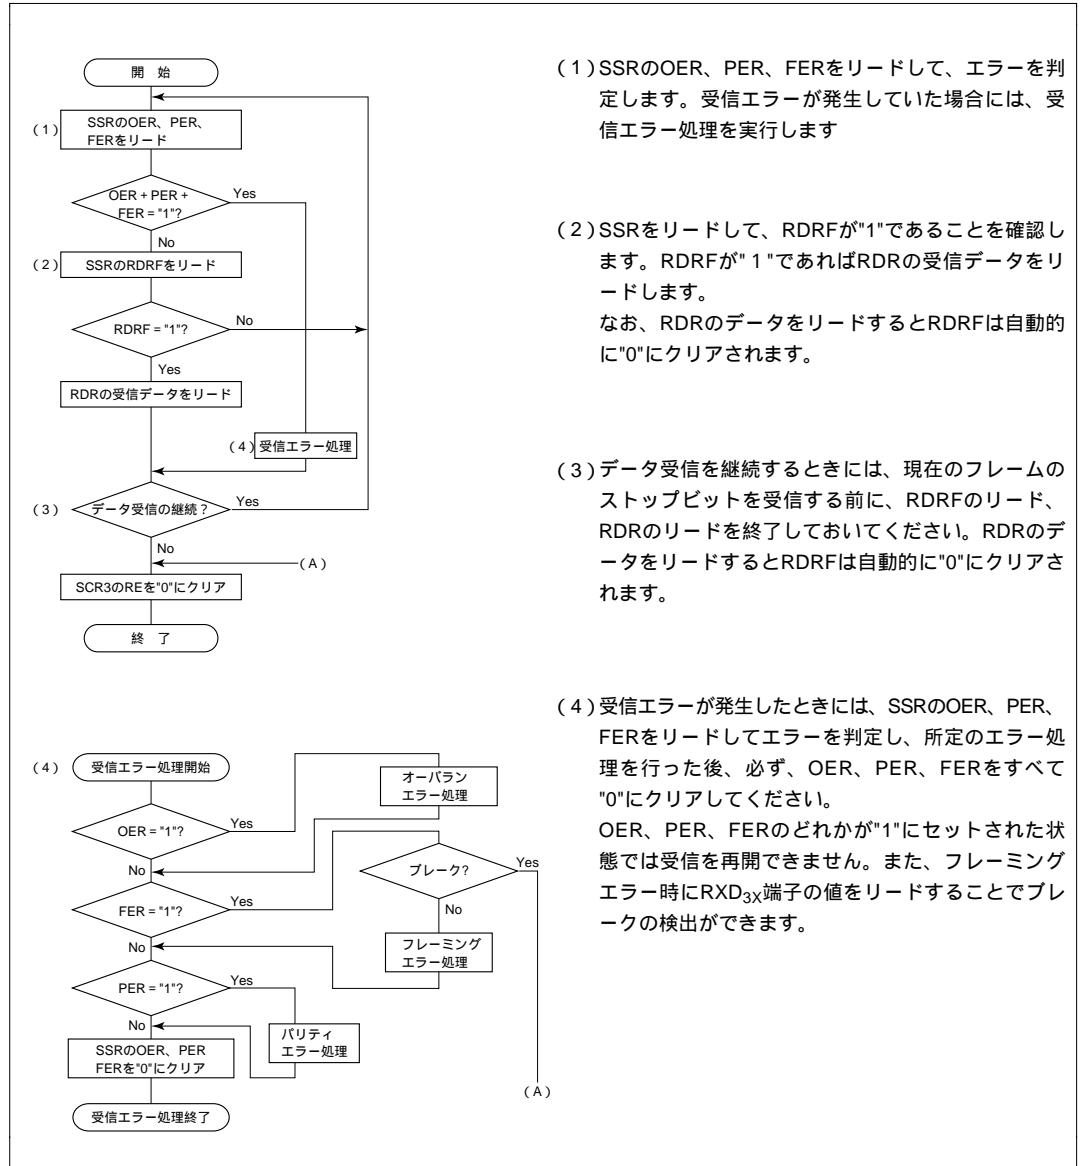 開 始
(1)
SSRのOER、PER、
FERをリード
OER + PER +
FER = "1"?
Yes
No
(2)
SSRのRDRFをリード
RDRF = "1"?
No
Yes
RDRの受信データをリード
(4)
受信エラー処理
(3)
データ受信の継続?
Yes
No
(A)
SCR3のREを"0"にクリア
終 了
(1)SSRのOER、PER、FERをリードして、エラーを判
定します。受信エラーが発生していた場合には、受
信エラー処理を実行します
(2)SSRをリードして、RDRFが"1"であることを確認し
ます。RDRFが" 1 "であればRDRの受信データをリ
ードします。
なお、RDRのデータをリードするとRDRFは自動的
に"0"にクリアされます。
(3)データ受信を継続するときには、現在のフレームの
ストップビットを受信する前に、RDRFのリード、
RDRのリードを終了しておいてください。RDRのデ
ータをリードするとRDRFは自動的に"0"にクリアさ
れます。
(4)受信エラーが発生したときには、SSRのOER、PER、
FERをリードしてエラーを判定し、所定のエラー処
理を行った後、必ず、OER、PER、FERをすべて
"0"にクリアしてください。
OER、PER、FERのどれかが"1"にセットされた状
態では受信を再開できません。また、フレーミング
エラー時にRXD3X端子の値をリードすることでブレ
ークの検出ができます。
(4)
受信エラー処理開始
オーバラン
エラー処理
OER = "1"?
Yes
No
ブレーク?
Yes
No
FER = "1"?
Yes
No
フレーミング
エラー処理
PER = "1"?
Yes
No
パリティ
エラー処理
SSRのOER、PER
FERを"0"にクリア
(A)
受信エラー処理終了